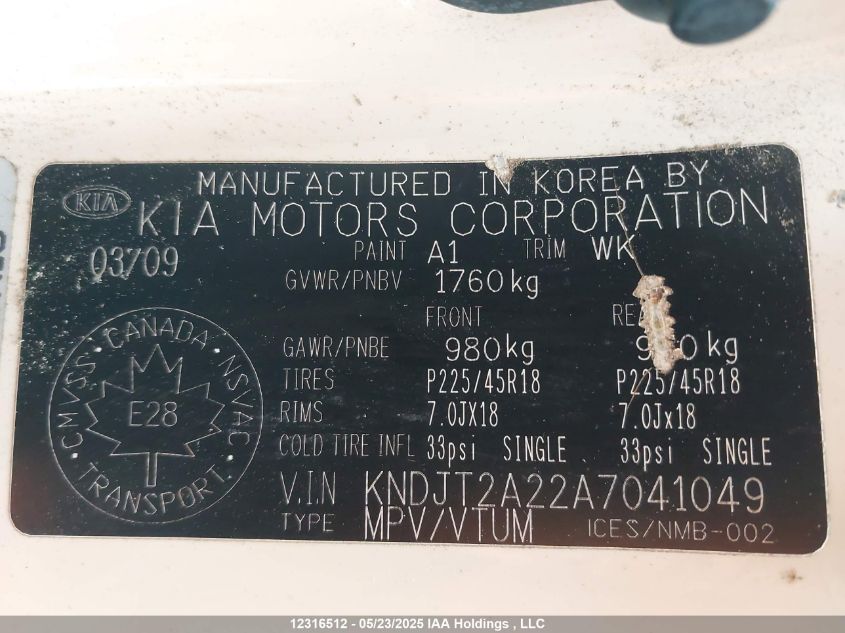 MANUFACTURED IN KOREA BY
KIA KIA MOTORS CORPORATION
03/09 PAINT A1 TRIM WK
GVWR/PNBV 1760kg
FRONT
GAWR/PNBE 980kg kg
TIRES P225/45R18 P225/45R18
RIMS 7.0JX18 7.0Jx18
COLD TIRE INFL 33psi SINGLE 33psi SINGLE
V.I.N KNDJT2A22A7041049
TYPE MPV/VTUM ICES/NMB-002
CANADA NSVAC
CMVSS
E28
TRANSPORT
12316512 - 05/23/2025 IAA Holdings , LLC